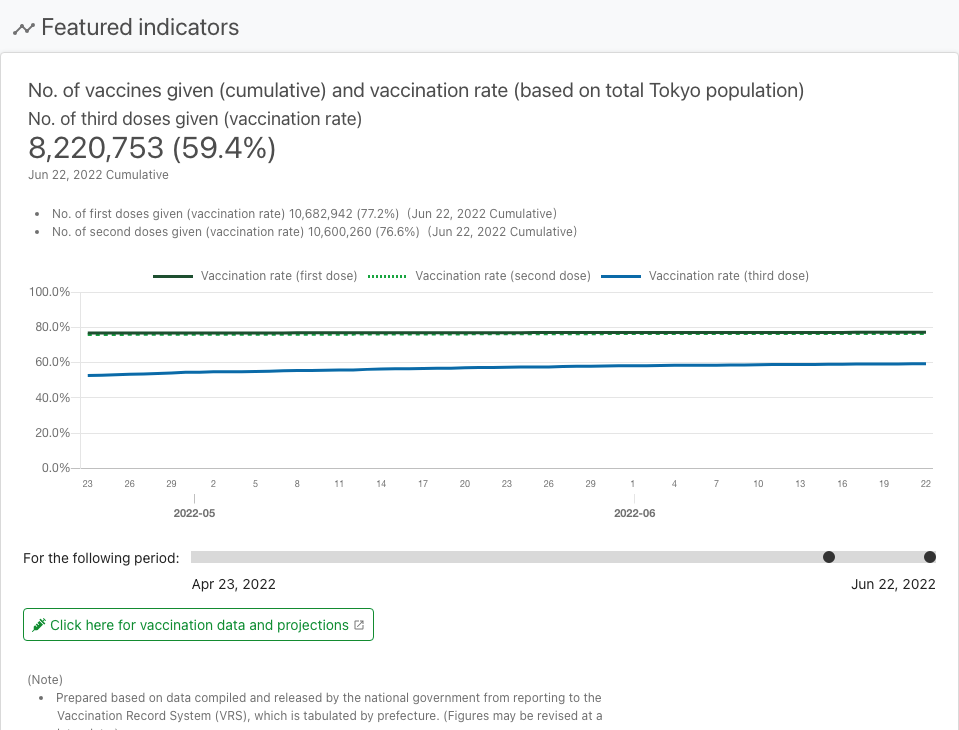 Featured indicators
No. of vaccines given (cumulative) and vaccination rate (based on total Tokyo population)
No. of third doses given (vaccination rate)
8,220,753 (59.4%)
Jun 22, 2022 Cumulative
No. of first doses given (vaccination rate) 10,682,942 (77.2%) (Jun 22, 2022 Cumulative)
No. of second doses given (vaccination rate) 10,600,260 (76.6%) (Jun 22, 2022 Cumulative)
Vaccination rate (first dose) Vaccination rate (second dose) Vaccination rate (third dose)
100.0%
80.0%
60.0%
40.0%
20.0%
0.0%
23 26 29 2 5 8 11 14 17 20 23 26 29 1 4 7 10 13 16 19 22
2022-05 2022-06
For the following period:
Apr 23, 2022 Jun 22, 2022
Click here for vaccination data and projections
(Note)
Prepared based on data compiled and released by the national government from reporting to the
Vaccination Record System (VRS), which is tabulated by prefecture. (Figures may be revised at a